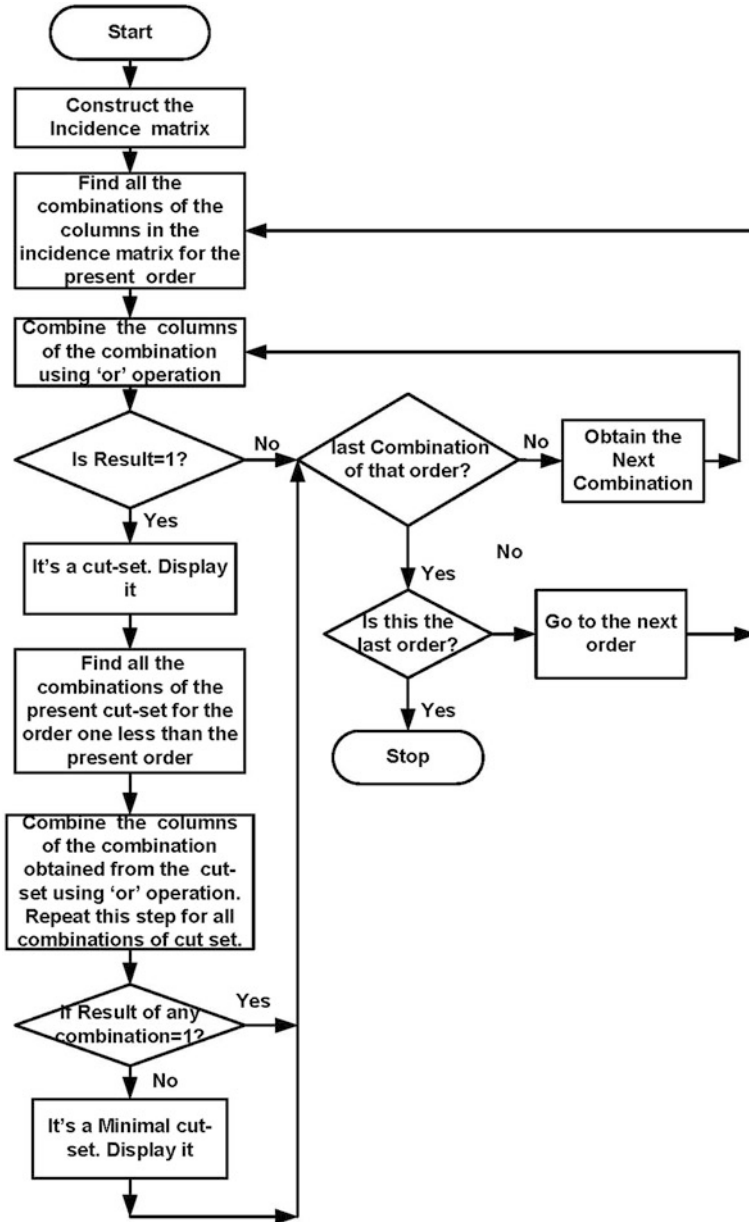 Start
Construct the
Incidence matrix
Find all the
combinations of the
columns in the
incidence matrix for the
present order
Combine the columns
of the combination
using ‘or’ operation
Is Result=1?
No
last Combination
of that order?
No
Obtain the
Next
Combination
Yes
It's a cut-set. Display
it
Yes
No
Is this the
last order?
Go to the next
order
Yes
Stop
Find all the
combinations of the
present cut-set for the
order one less than the
present order
Combine the columns
of the combination
obtained from the cut-
set using ‘or’ operation.
Repeat this step for all
combinations of cut set.
If Result of any
combination=1?
Yes
No
It's a Minimal cut-
set. Display it